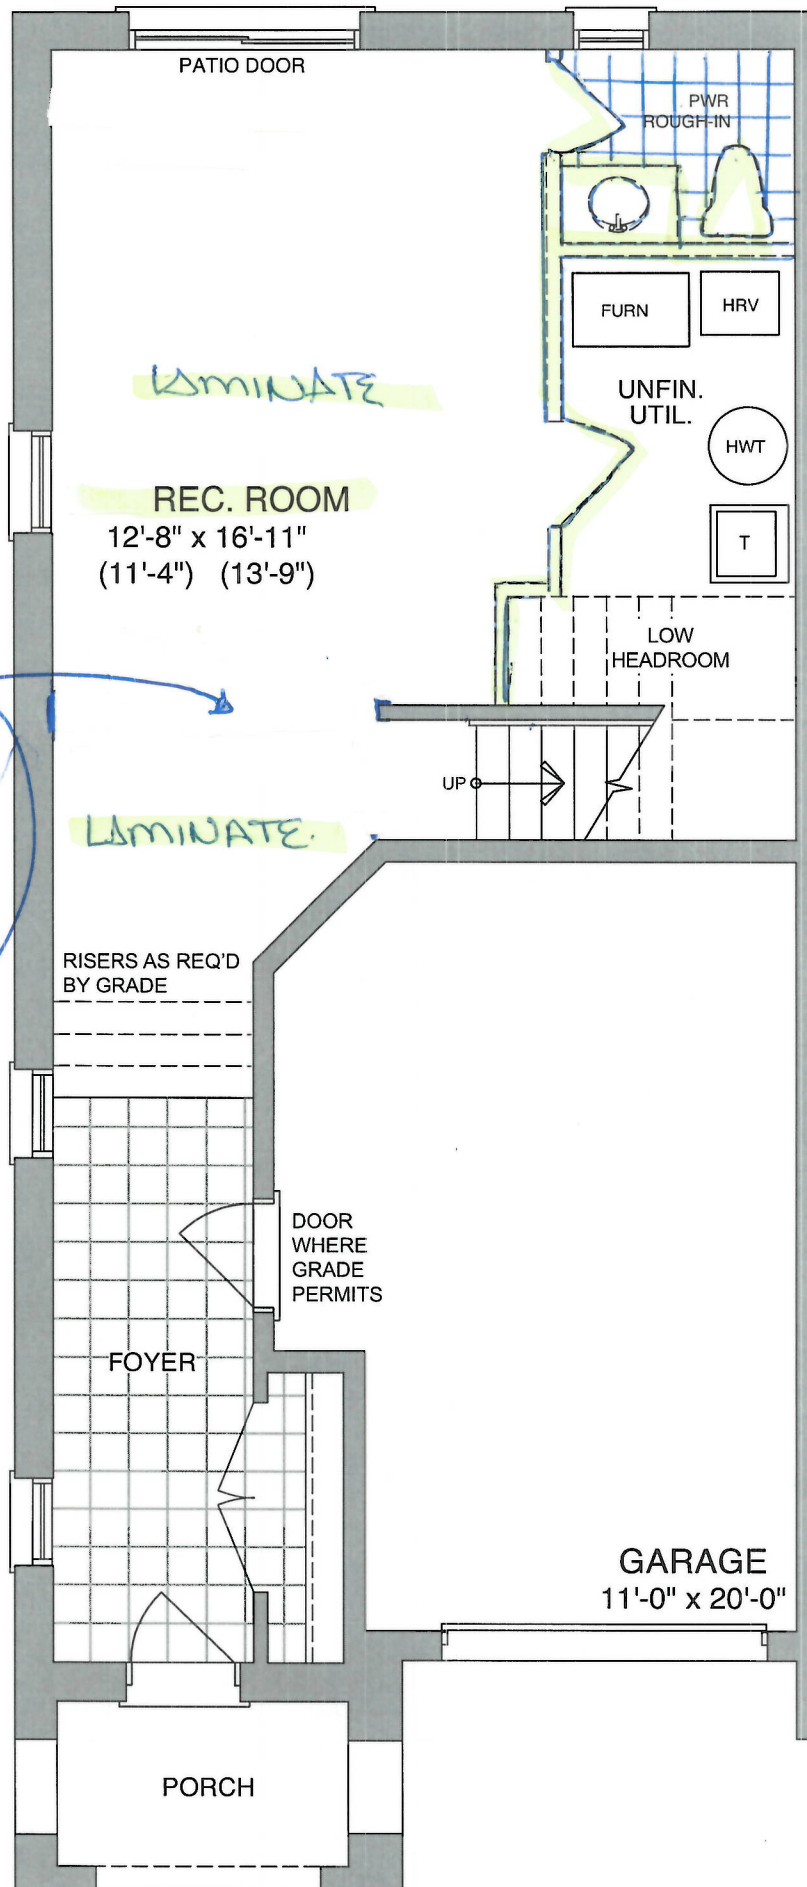 PATIO DOOR
PWR
ROUGH-IN
FURN
HRV
LAMINATE
UNFIN.
UTIL.
HWT
REC. ROOM
12'-8" x 16'-11"
(11'-4") (13'-9")
T
LOW
HEADROOM
UP
LAMINATE.
RISERS AS REQ'D
BY GRADE
DOOR
WHERE
GRADE
PERMITS
FOYER
GARAGE
11'-0" x 20'-0"
PORCH